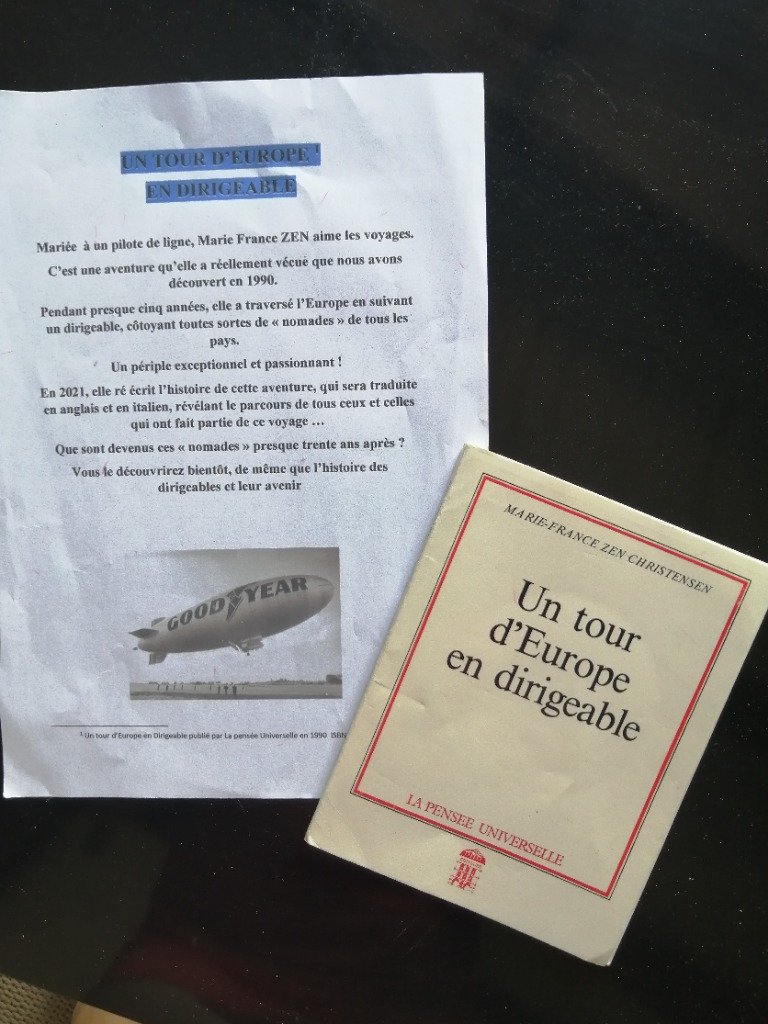 UN TOUR D'EUROPE 1
EN DIRIGEABLE
Mariée à un pilote de ligne, Marie France ZEN aime les voyages.
C'est une aventure qu'elle a réellement vécue que nous avons
découvert en 1990.
Pendant presque cinq années, elle a traversé l'Europe en suivant
un dirigeable, côtoyant toutes sortes de « nomades » de tous les
pays.
Un périple exceptionnel et passionnant !
En 2021, elle ré écrit l'histoire de cette aventure, qui sera traduite
en anglais et en italien, révélant le parcours de tous ceux et celles
qui ont fait partie de ce voyage …
Que sont devenus ces « nomades » presque trente ans après ?
Vous le découvrirez bientôt, de même que l'histoire des
dirigeables et leur avenir
GOOD YEAR
1 Un tour d'Europe en Dirigeable publié par La pensée Universelle en 1990 ISBN
MARIE-FRANCE ZEN CHRISTENSEN
Un tour
d'Europe
en dirigeable
LA PENSEE UNIVERSELLE